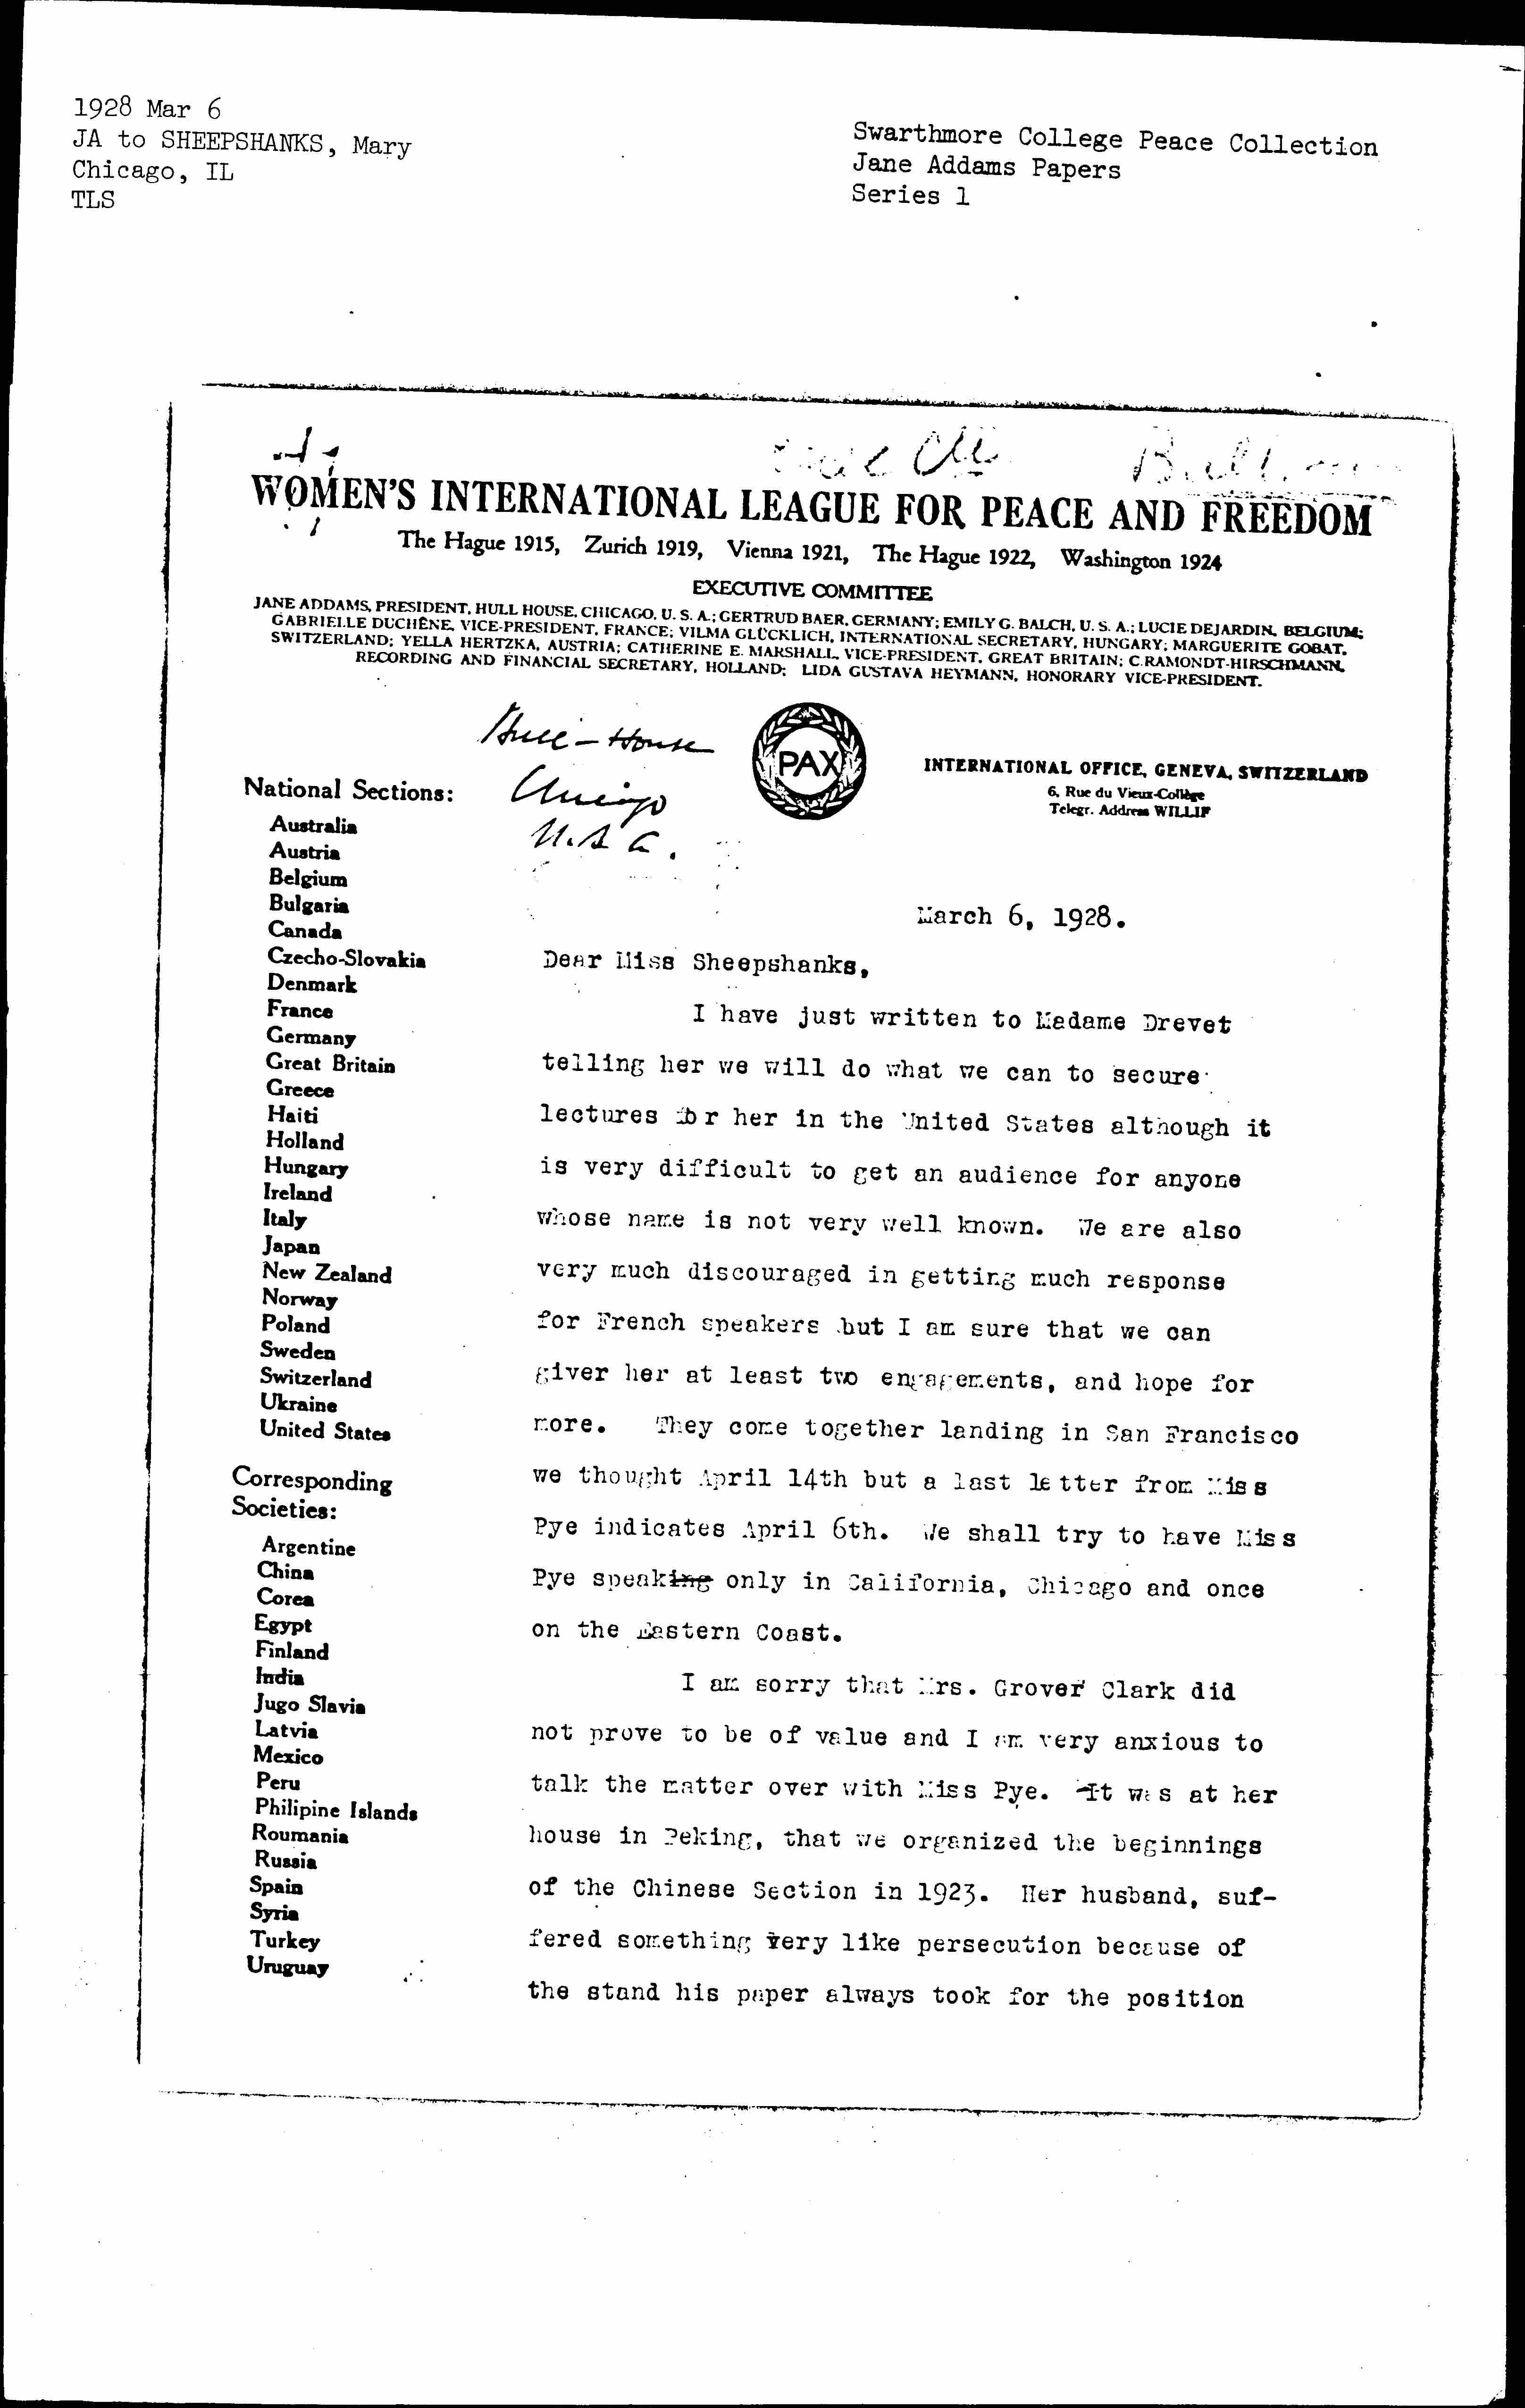 1928 Mar 6
JA to SHEEPSHANKS, Mary
Chicago, IL
TLS
Swarthmore College Peace Collection
Jane Addams Papers
Series 1
WOMEN'S INTERNATIONAL LEAGUE FOR PEACE AND FREEDOM
The Hague 1915, Zurich 1919, Vienna 1921, The Hague 1922, Washington 1924
EXECUTIVE COMMITTEE
JANE ADDAMS, PRESIDENT, HULL HOUSE, CHICAGO, U. S. A.; GERTRUD BAER, GERMANY; EMILY G. BALCH, U. S. A.; LUCIE DEJARDIN, BELGIUM;
GABRIELLE DUCHÊNE, VICE-PRESIDENT, FRANCE; VILMA GLÜCKLICH, INTERNATIONAL SECRETARY, HUNGARY; MARGUERITE GOBAT,
SWITZERLAND; YELLA HERTZKA, AUSTRIA; CATHERINE E. MARSHALL, VICE-PRESIDENT, GREAT BRITAIN; C. RAMONDT-HIRSCHMANN,
RECORDING AND FINANCIAL SECRETARY, HOLLAND; LIDA GUSTAVA HEYMANN, HONORARY VICE-PRESIDENT.
Hull-House
Chicago
U.S.A.
PAX
INTERNATIONAL OFFICE, GENEVA, SWITZERLAND
6, Rue du Vieux-Collège
Telegr. Address WILLIF
National Sections:
Australia
Austria
Belgium
Bulgaria
Canada
Czecho-Slovakia
Denmark
France
Germany
Great Britain
Greece
Haiti
Holland
Hungary
Ireland
Italy
Japan
New Zealand
Norway
Poland
Sweden
Switzerland
Ukraine
United States
Corresponding
Societies:
Argentine
China
Corea
Egypt
Finland
India
Jugo Slavia
Latvia
Mexico
Peru
Philipine Islands
Roumania
Russia
Spain
Syria
Turkey
Uruguay
March 6, 1928.
Dear Miss Sheepshanks,
I have just written to Madame Drevet
telling her we will do what we can to secure
lectures for her in the United States although it
is very difficult to get an audience for anyone
whose name is not very well known. We are also
very much discouraged in getting much response
for French speakers but I am sure that we can
giver her at least two engagements, and hope for
more. They come together landing in San Francisco
we thought April 14th but a last letter from Miss
Pye indicates April 6th. We shall try to have Miss
Pye speaking only in California, Chicago and once
on the Eastern Coast.
I am sorry that Mrs. Grover Clark did
not prove to be of value and I am very anxious to
talk the matter over with Miss Pye. It was at her
house in Peking, that we organized the beginnings
of the Chinese Section in 1923. Her husband, suf-
fered something very like persecution because of
the stand his paper always took for the position